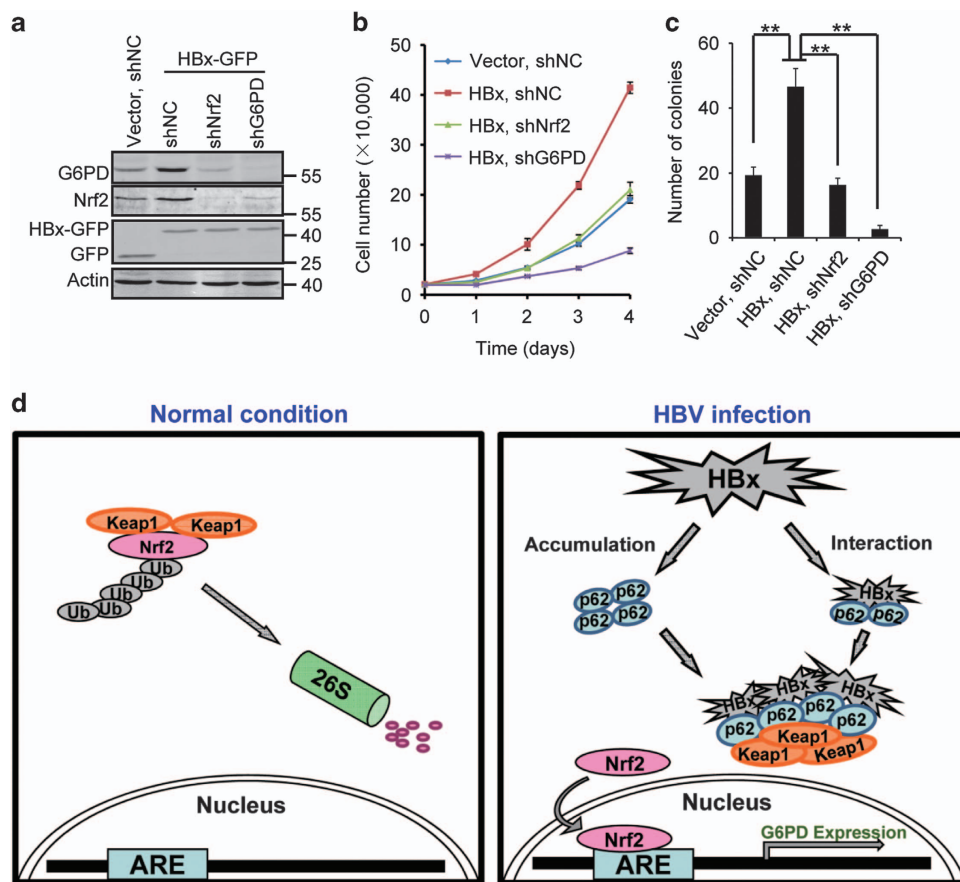 a
HBx-GFP
Vector, shNC
shNC
shNrf2
shG6PD
G6PD
55
Nrf2
55
HBx-GFP
40
GFP
25
Actin
40
b
50
40
30
20
10
0
Cell number (×10,000)
Vector, shNC
HBx, shNC
HBx, shNrf2
HBx, shG6PD
0 1 2 3 4
Time (days)
c
** **
**
60
40
20
0
Number of colonies
Vector, shNC
HBx, shNC
HBx, shNrf2
HBx, shG6PD
d
Normal condition
Keap1
Keap1
Nrf2
Ub
Ub
Ub
Ub
Ub
26S
Nucleus
ARE
HBV infection
HBx
Accumulation
Interaction
p62
p62
p62
p62
HBx
p62
p62
HBx
HBx
HBx
p62
p62
p62
p62
Keap1
Keap1
Keap1
Nrf2
Nucleus
Nrf2
ARE
G6PD Expression